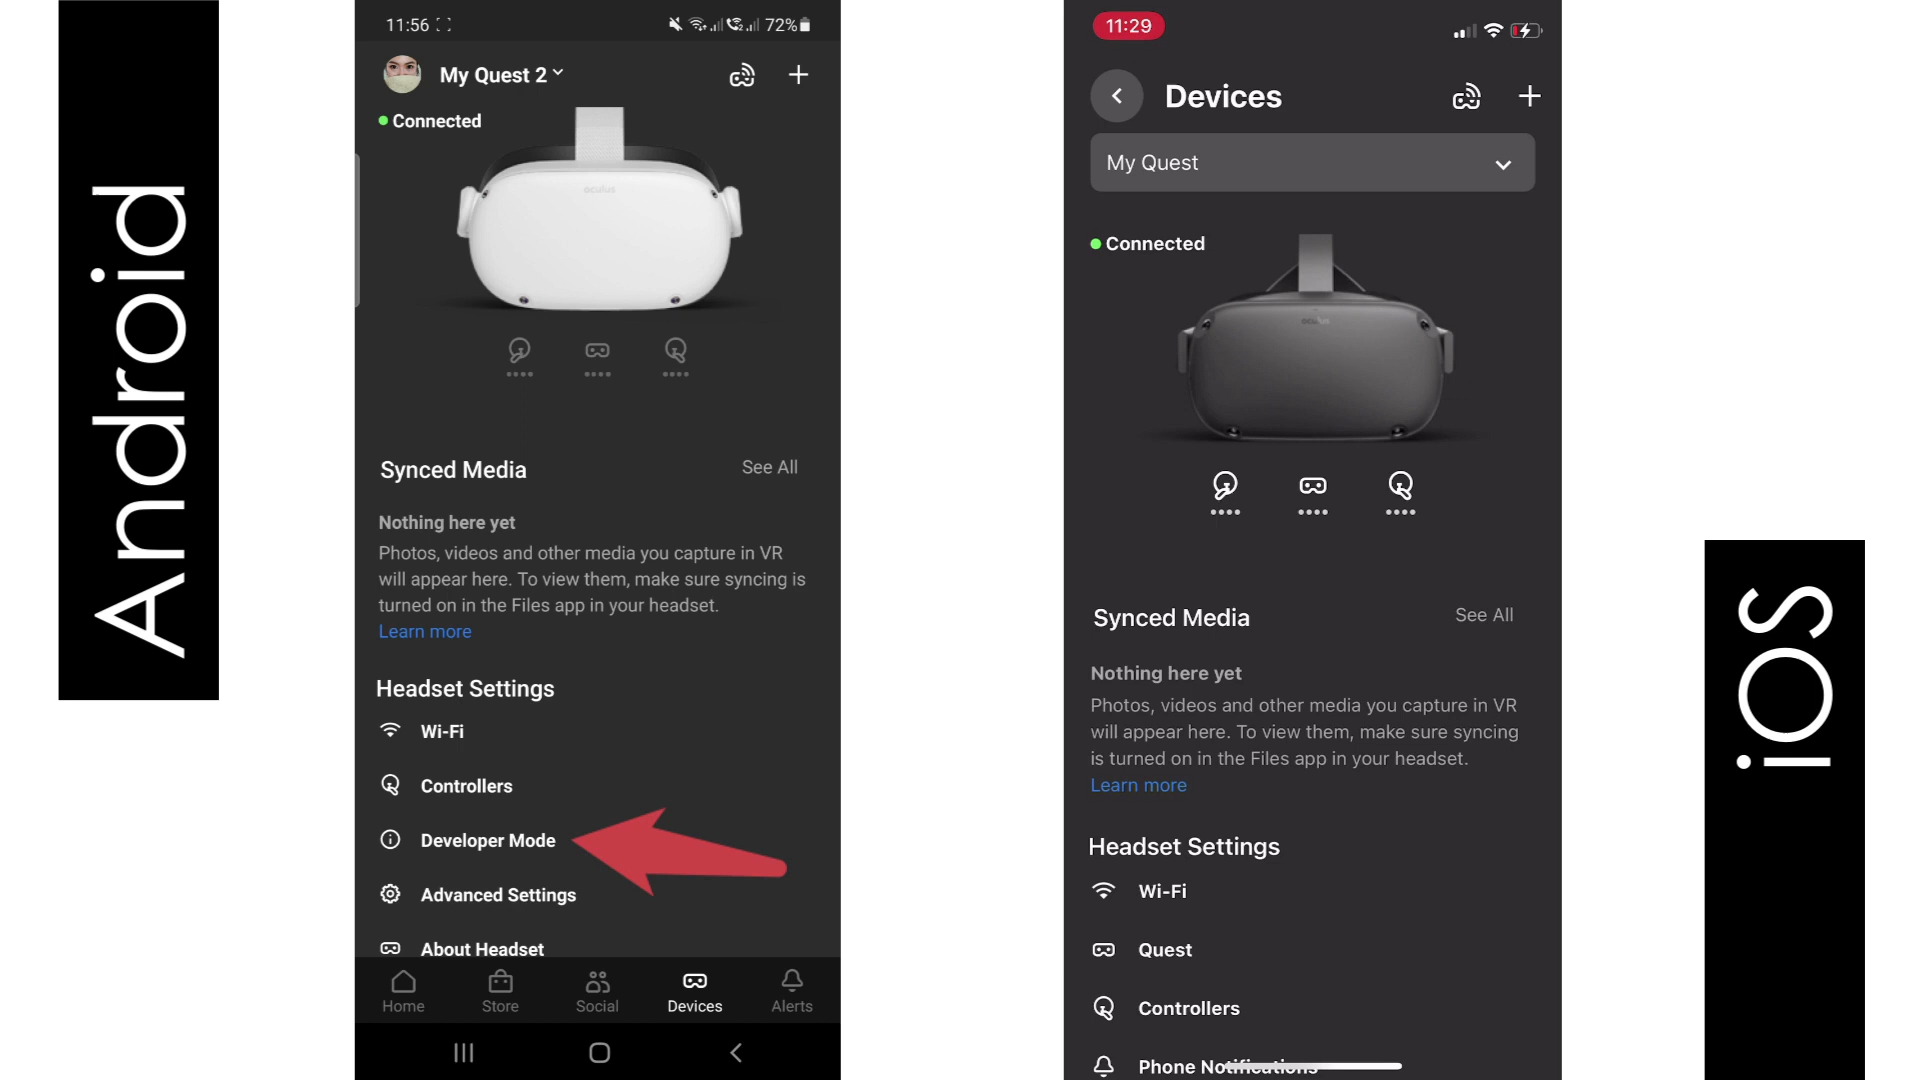 Android
11:56
72%
My Quest 2
Connected
oculus
Synced Media
See All
Nothing here yet
Photos, videos and other media you capture in VR
will appear here. To view them, make sure syncing is
turned on in the Files app in your headset.
Learn more
Headset Settings
Wi-Fi
Controllers
Developer Mode
Advanced Settings
About Headset
Home
Store
Social
Devices
Alerts
11:29
Devices
My Quest
Connected
oculus
Synced Media
See All
Nothing here yet
Photos, videos and other media you capture in VR
will appear here. To view them, make sure syncing
is turned on in the Files app in your headset.
Learn more
Headset Settings
Wi-Fi
Quest
Controllers
Phone Notifications
iOS